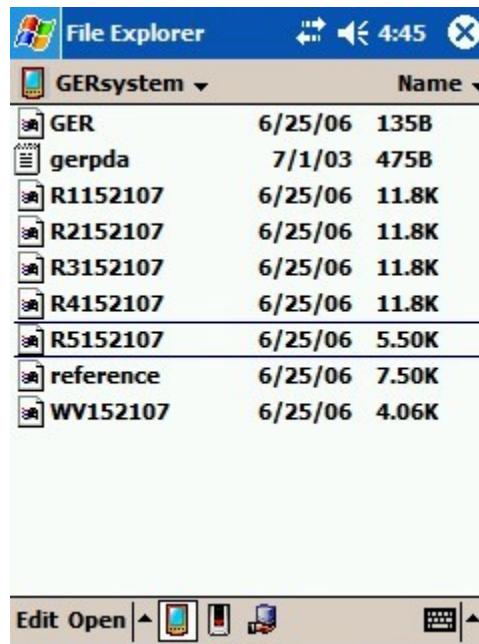 File Explorer 4:45
GERsystem Name
GER 6/25/06 135B
gerpda 7/1/03 475B
R1152107 6/25/06 11.8K
R2152107 6/25/06 11.8K
R3152107 6/25/06 11.8K
R4152107 6/25/06 11.8K
R5152107 6/25/06 5.50K
reference 6/25/06 7.50K
WV152107 6/25/06 4.06K
Edit Open